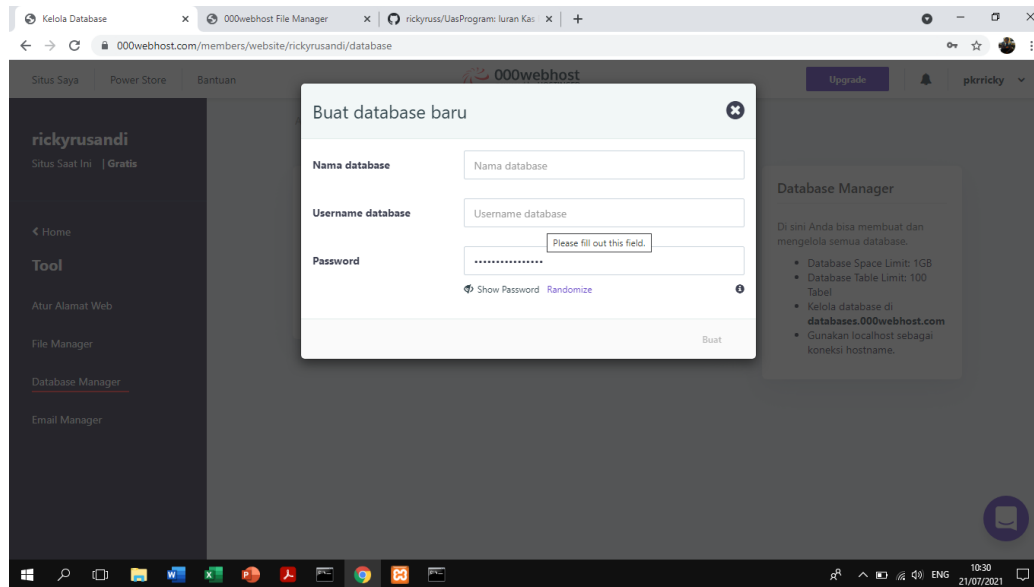 Kelola Database
000webhost File Manager
rickyruss/UasProgram: Iuran Kas
000webhost.com/members/website/rickyrusandi/database
Situs Saya
Power Store
Bantuan
000webhost
Upgrade
pkrricky
rickyrusandi
Situs Saat Ini | Gratis
Home
Tool
Atur Alamat Web
File Manager
Database Manager
Email Manager
Buat database baru
Nama database
Nama database
Username database
Username database
Please fill out this field.
Password
••••••••••••••••
Show Password Randomize
Buat
Database Manager
Di sini Anda bisa membuat dan
mengelola semua database.
Database Space Limit: 1GB
Database Table Limit: 100
Tabel
Kelola database di
databases.000webhost.com
Gunakan localhost sebagai
koneksi hostname.
ENG
10:30
21/07/2021